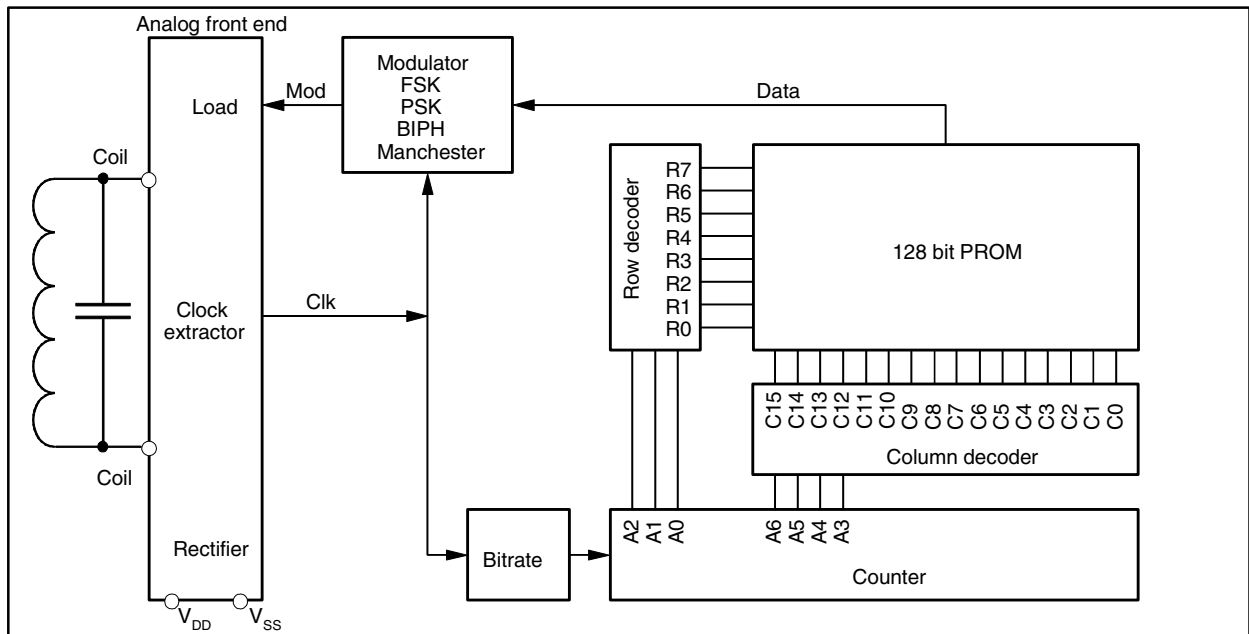 Analog front end
Load
Clock
extractor
Rectifier
Coil
Coil
VDD
VSS
Mod
Modulator
FSK
PSK
BIPH
Manchester
Data
Clk
Row decoder
R7
R6
R5
R4
R3
R2
R1
R0
128 bit PROM
C15 C14 C13 C12 C11 C10 C9 C8 C7 C6 C5 C4 C3 C2 C1 C0
Column decoder
Bitrate
A2 A1 A0 A6 A5 A4 A3
Counter